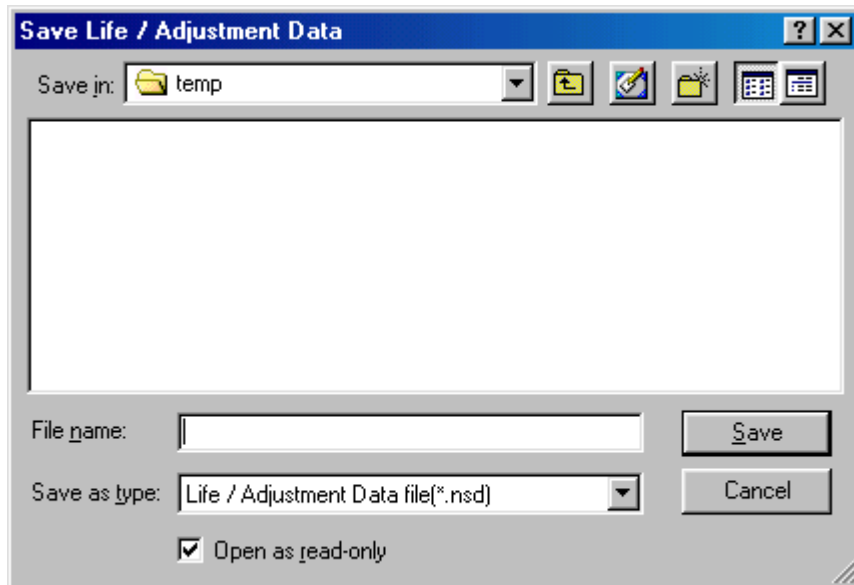 Save Life / Adjustment Data
Save in: temp
File name: Save
Save as type: Life / Adjustment Data file(*.nsd) Cancel
Open as read-only